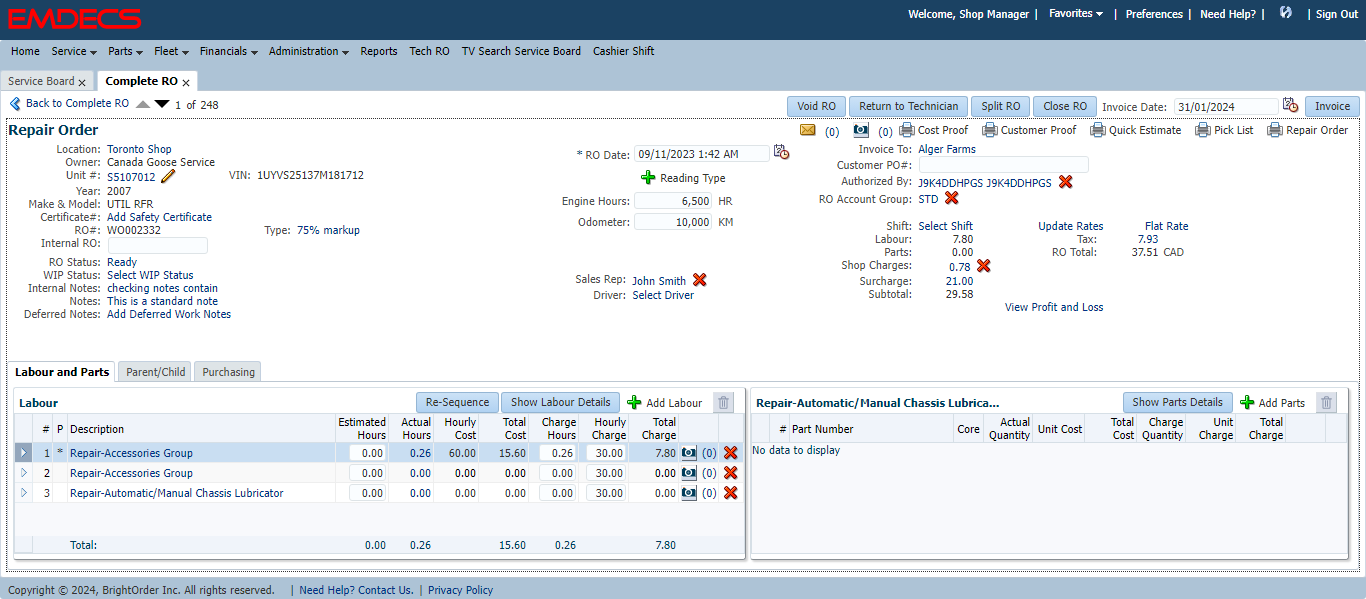 EMDECS
Welcome, Shop Manager | Favorites | Preferences | Need Help? | | Sign Out
Home Service Parts Fleet Financials Administration Reports Tech RO TV Search Service Board Cashier Shift
Service Board x Complete RO x
Back to Complete RO 1 of 248 Void RO Return to Technician Split RO Close RO Invoice Date: 31/01/2024 Invoice
Repair Order (0) (0) Cost Proof Customer Proof Quick Estimate Pick List Repair Order
Location: Toronto Shop
Owner: Canada Goose Service
Unit #: S5107012 VIN: 1UYVS25137M181712
Year: 2007
Make & Model: UTIL RFR
Certificate#: Add Safety Certificate
RO#: WO002332 Type: 75% markup
Internal RO:
RO Status: Ready
WIP Status: Select WIP Status
Internal Notes: checking notes contain
Notes: This is a standard note
Deferred Notes: Add Deferred Work Notes
* RO Date: 09/11/2023 1:42 AM
Reading Type
Engine Hours: 6,500 HR
Odometer: 10,000 KM
Sales Rep: John Smith
Driver: Select Driver
Invoice To: Alger Farms
Customer PO#:
Authorized By: J9K4DDHPGS J9K4DDHPGS
RO Account Group: STD
Shift: Select Shift Update Rates Flat Rate
Labour: 7.80 Tax: 7.93
Parts: 0.00 RO Total: 37.51 CAD
Shop Charges: 0.78
Surcharge: 21.00
Subtotal: 29.58
View Profit and Loss
Labour and Parts Parent/Child Purchasing
Labour Re-Sequence Show Labour Details Add Labour
# P Description Estimated Hours Actual Hours Hourly Cost Total Cost Charge Hours Hourly Charge Total Charge
1 * Repair-Accessories Group 0.00 0.26 60.00 15.60 0.26 30.00 7.80 (0)
2 Repair-Accessories Group 0.00 0.00 0.00 0.00 0.00 30.00 0.00 (0)
3 Repair-Automatic/Manual Chassis Lubricator 0.00 0.00 0.00 0.00 0.00 30.00 0.00 (0)
Total: 0.00 0.26 15.60 0.26 7.80
Repair-Automatic/Manual Chassis Lubrica... Show Parts Details Add Parts
# Part Number Core Actual Quantity Unit Cost Total Cost Charge Quantity Unit Charge Total Charge
No data to display
Copyright © 2024, BrightOrder Inc. All rights reserved. | Need Help? Contact Us. | Privacy Policy